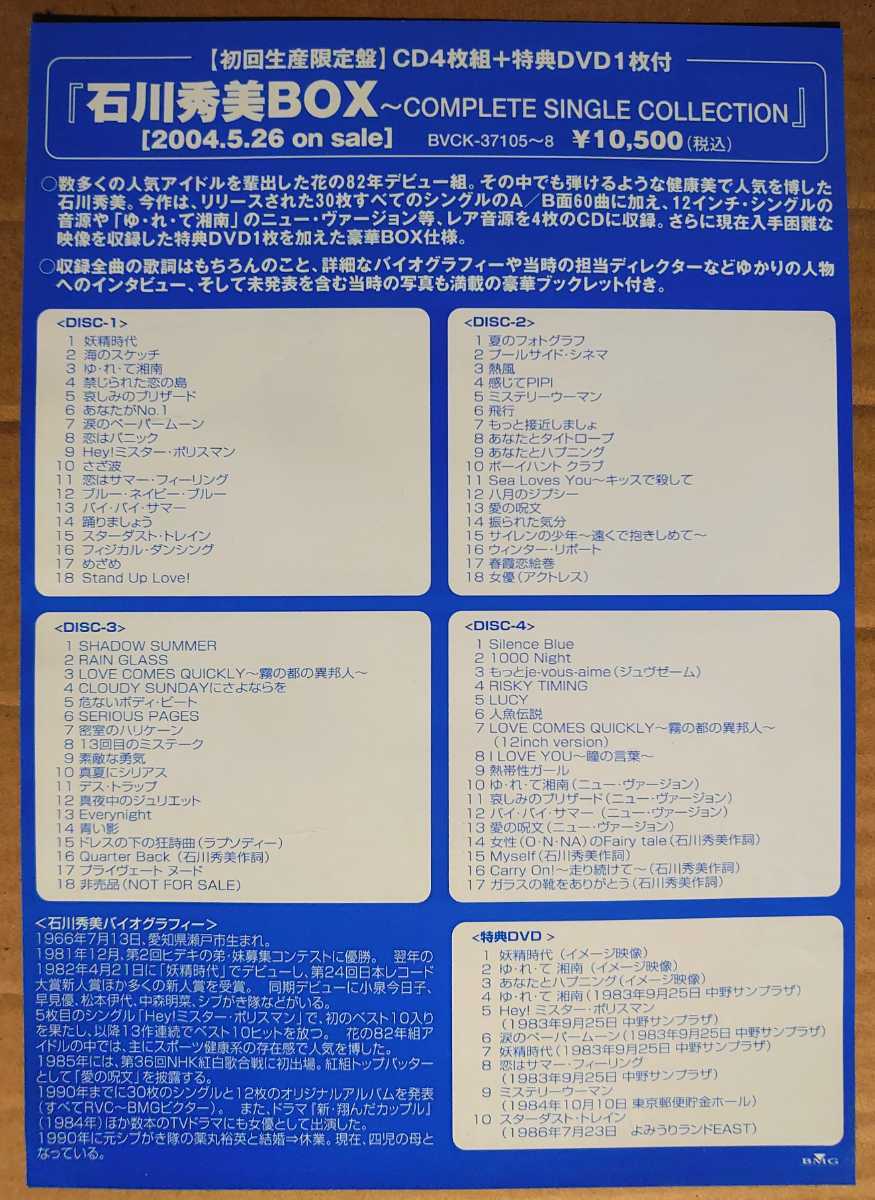 【初回生産限定盤】CD4枚組+特典DVD1枚付
『石川秀美BOX~COMPLETE SINGLE COLLECTION』
[2004.5.26 on sale] BVCK-37105~8 ¥10,500(税込)
○数多くの人気アイドルを輩出した花の82年デビュー組。その中でも弾けるような健康美で人気を博した
石川秀美。今作は、リリースされた30枚すべてのシングルのA/B面60曲に加え、12インチ・シングルの
音源や「ゆ・れ・て湘南」のニュー・ヴァージョン等、レア音源を4枚のCDに収録。さらに現在入手困難な
映像を収録した特典DVD1枚を加えた豪華BOX仕様。
○収録全曲の歌詞はもちろんのこと、詳細なバイオグラフィーや当時の担当ディレクターなどゆかりの人物
へのインタビュー、そして未発表を含む当時の写真も満載の豪華ブックレット付き。
<DISC-1>
1 妖精時代
2 海のスケッチ
3 ゆ・れ・て湘南
4 禁じられた恋の島
5 哀しみのブリザード
6 あなたがNo.1
7 涙のペーパームーン
8 恋はパニック
9 Hey!ミスター・ポリスマン
10 さざ波
11 恋はサマー・フィーリング
12 ブルー・ネイビー・ブルー
13 バイ・バイ・サマー
14 踊りましょう
15 スターダスト・トレイン
16 フィジカル・ダンシング
17 めざめ
18 Stand Up Love!
<DISC-2>
1 夏のフォトグラフ
2 プールサイド・シネマ
3 熱風
4 感じてPIPI
5 ミステリーウーマン
6 飛行
7 もっと接近しましょ
8 あなたとタイトロープ
9 あなたとハプニング
10 ボーイハント クラブ
11 Sea Loves You~キッスで殺して
12 八月のジプシー
13 愛の呪文
14 振られた気分
15 サイレンの少年~遠くで抱きしめて~
16 ウィンター・リポート
17 春霞恋絵巻
18 女優(アクトレス)
<DISC-3>
1 SHADOW SUMMER
2 RAIN GLASS
3 LOVE COMES QUICKLY~霧の都の異邦人~
4 CLOUDY SUNDAYにさよならを
5 危ないボディ・ビート
6 SERIOUS PAGES
7 密室のハリケーン
8 13回目のミステーク
9 素敵な勇気
10 真夏にシリアス
11 デス・トラップ
12 真夜中のジュリエット
13 Everynight
14 青い影
15 ドレスの下の狂詩曲(ラプソディー)
16 Quarter Back(石川秀美作詞)
17 プライヴェート ヌード
18 非売品(NOT FOR SALE)
<DISC-4>
1 Silence Blue
2 1000 Night
3 もっとje-vous-aime(ジュヴゼーム)
4 RISKY TIMING
5 LUCY
6 人魚伝説
7 LOVE COMES QUICKLY~霧の都の異邦人~
(12inch version)
8 I LOVE YOU~瞳の言葉~
9 熱帯性ガール
10 ゆ・れ・て湘南(ニュー・ヴァージョン)
11 哀しみのブリザード(ニュー・ヴァージョン)
12 バイ・バイ・サマー(ニュー・ヴァージョン)
13 愛の呪文(ニュー・ヴァージョン)
14 女性(O・N・NA)のFairy tale(石川秀美作詞)
15 Myself(石川秀美作詞)
16 Carry On!~走り続けて~(石川秀美作詞)
17 ガラスの靴をありがとう(石川秀美作詞)
<石川秀美バイオグラフィー>
1966年7月13日、愛知県瀬戸市生まれ。
1981年12月、第2回ヒデキの弟・妹募集コンテストに優勝。 翌年の
1982年4月21日に「妖精時代」でデビューし、第24回日本レコード
大賞新人賞ほか多くの新人賞を受賞。 同期デビューに小泉今日子、
早見優、松本伊代、中森明菜、シブがき隊などがいる。
5枚目のシングル「Hey!ミスター・ポリスマン」で、初のベスト10入り
を果たし、以降13作連続でベスト10ヒットを放つ。 花の82年組ア
イドルの中では、主にスポーツ健康系の存在感で人気を博した。
1985年には、第36回NHK紅白歌合戦に初出場。紅組トップバッター
として「愛の呪文」を披露する。
1990年までに30枚のシングルと12枚のオリジナルアルバムを発表
(すべてRVC~BMGビクター)。 また、ドラマ『新・翔んだカップル』
(1984年)ほか数本のTVドラマにも女優として出演した。
1990年に元シブがき隊の薬丸裕英と結婚⇒休業。現在、四児の母と
なっている。
<特典DVD>
1 妖精時代(イメージ映像)
2 ゆ・れ・て 湘南(イメージ映像)
3 あなたとハプニング(イメージ映像)
4 ゆ・れ・て 湘南(1983年9月25日 中野サンプラザ)
5 Hey! ミスター・ポリスマン
(1983年9月25日 中野サンプラザ)
6 涙のペーパームーン(1983年9月25日 中野サンプラザ)
7 妖精時代(1983年9月25日 中野サンプラザ)
8 恋はサマー・フィーリング
(1983年9月25日 中野サンプラザ)
9 ミステリーウーマン
(1984年10月10日 東京郵便貯金ホール)
10 スターダスト・トレイン
(1986年7月23日 よみうりランドEAST)
BMG